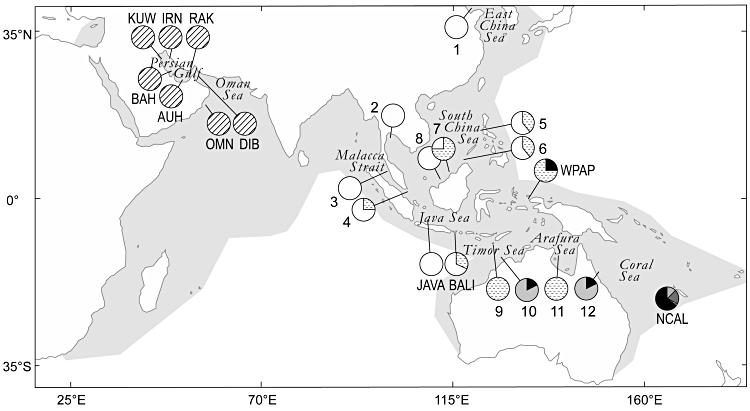 KUW IRN RAK
East
China
Sea
35°N
1
Persian
Gulf
Oman
Sea
BAH
AUH
2
South
China
Sea
7
5
8
OMN DIB
6
Malacca
Strait
WPAP
3
0°
4
Java Sea
Arafura
Sea
Timor Sea
Coral
Sea
JAVA BALI
9
10
11
12
NCAL
35°S
25°E
70°E
115°E
160°E